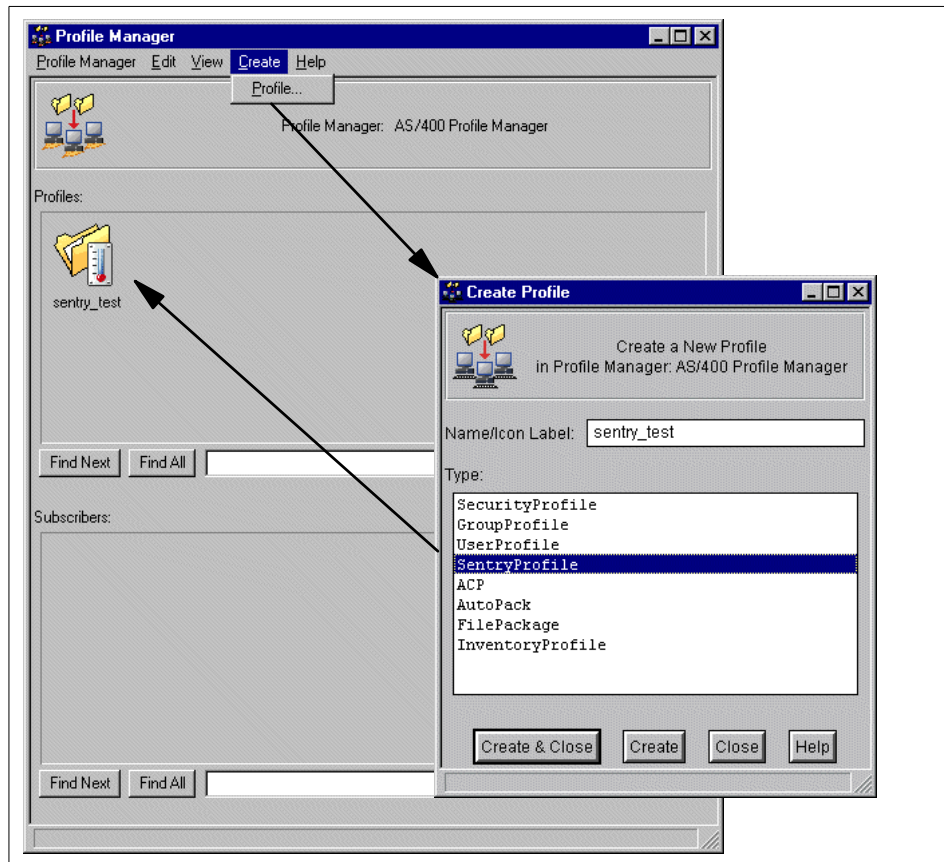 Profile Manager
Profile Manager Edit View Create Help
Profile...
Profile Manager: AS/400 Profile Manager
Profiles:
sentry_test
Find Next Find All
Subscribers:
Find Next Find All
Create Profile
Create a New Profile
in Profile Manager: AS/400 Profile Manager
Name/Icon Label: sentry_test
Type:
SecurityProfile
GroupProfile
UserProfile
SentryProfile
ACP
AutoPack
FilePackage
InventoryProfile
Create & Close Create Close Help